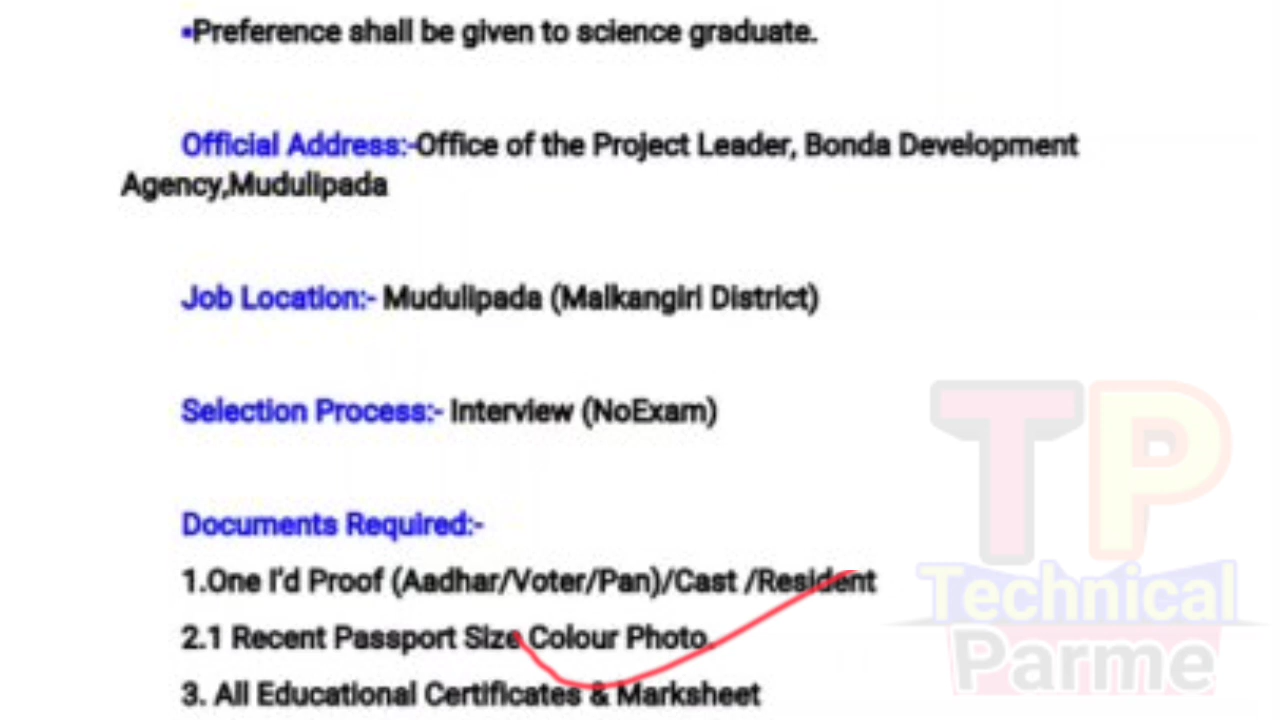 ▪Preference shall be given to science graduate.
Official Address:-Office of the Project Leader, Bonda Development
Agency,Mudulipada
Job Location:- Mudulipada (Malkangiri District)
Selection Process:- Interview (NoExam)
Documents Required:-
1.One I'd Proof (Aadhar/Voter/Pan)/Cast /Resident
2.1 Recent Passport Size Colour Photo.
3. All Educational Certificates & Marksheet
TP
Technical
Parme